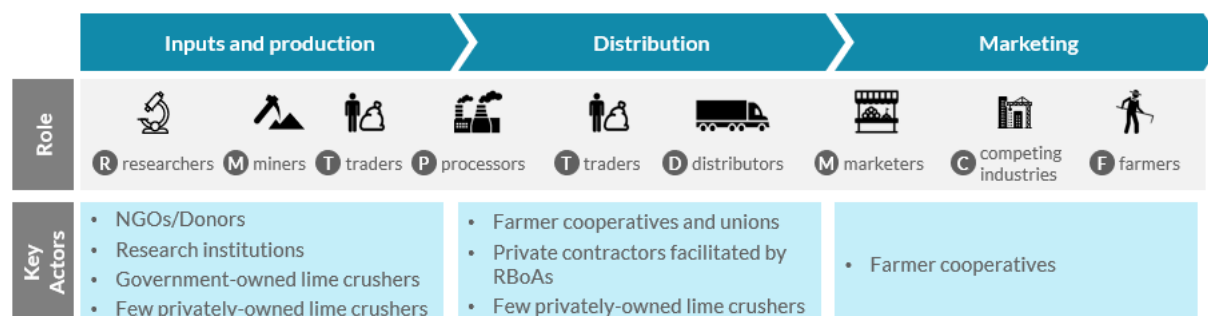 Inputs and production
Distribution
Marketing
Role
R researchers
M miners
T traders
P processors
T traders
D distributors
M marketers
C competing
industries
F farmers
Key
Actors
• NGOs/Donors
• Research institutions
• Government-owned lime crushers
• Few privately-owned lime crushers
• Farmer cooperatives and unions
• Private contractors facilitated by
RBoAs
• Few privately-owned lime crushers
• Farmer cooperatives